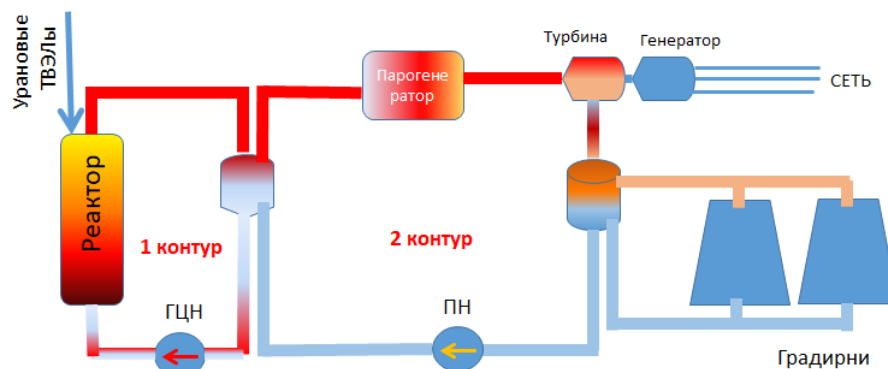 Урановые
ТВЭЛы
Реактор
1 контур
ГЦН
Парогене
ратор
2 контур
ПН
Турбина
Генератор
СЕТЬ
Градирни